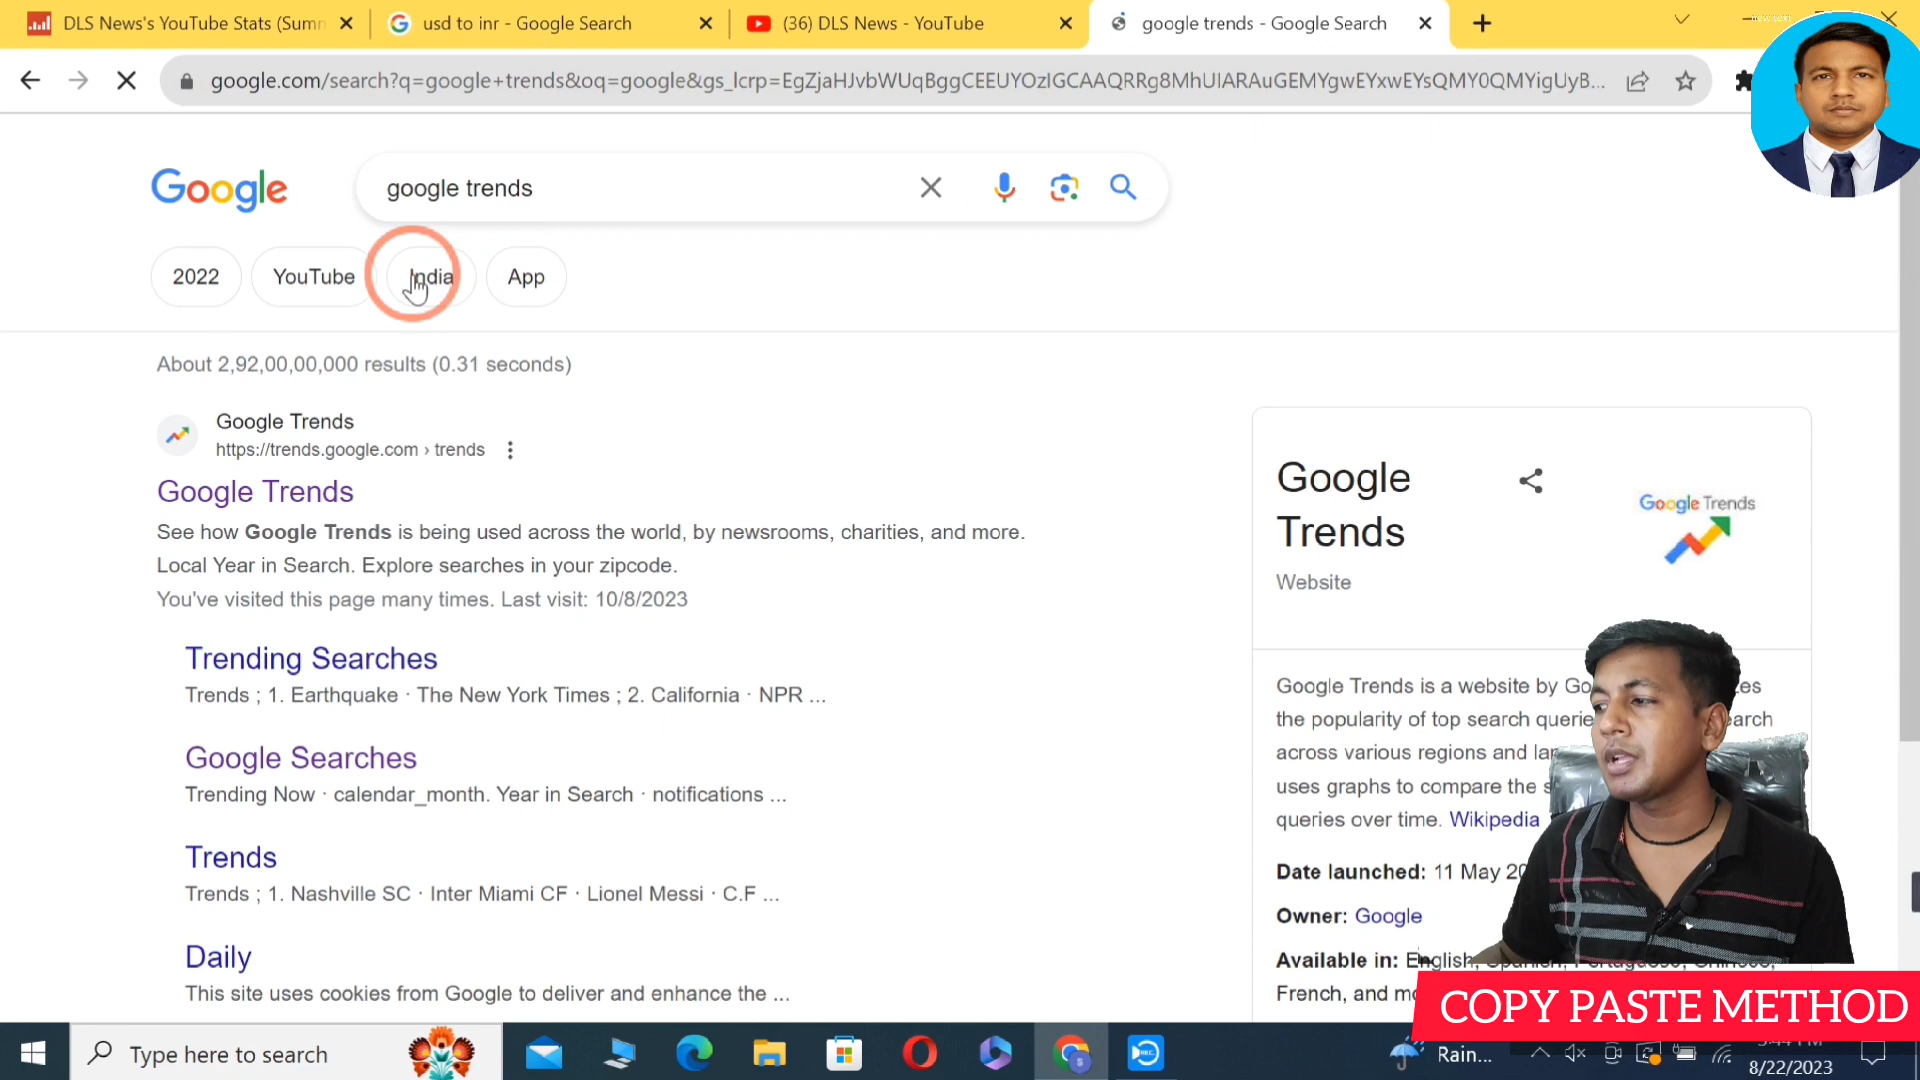 DLS News's YouTube Stats (Summ
usd to inr - Google Search
(36) DLS News - YouTube
google trends - Google Search
google.com/search?q=google+trends&oq=google&gs_lcrp=EgZjaHJvbWUqBggCEEUYOzIGCAAQRRg8MhUIARAuGEMYgwEYxwEYsQMY0QMYigUyB...
Google
google trends
2022
YouTube
India
App
About 2,92,00,00,000 results (0.31 seconds)
Google Trends
https://trends.google.com › trends
Google Trends
See how Google Trends is being used across the world, by newsrooms, charities, and more.
Local Year in Search. Explore searches in your zipcode.
You've visited this page many times. Last visit: 10/8/2023
Trending Searches
Trends ; 1. Earthquake · The New York Times ; 2. California · NPR ...
Google Searches
Trending Now · calendar_month. Year in Search · notifications ...
Trends
Trends ; 1. Nashville SC · Inter Miami CF · Lionel Messi · C.F ...
Daily
This site uses cookies from Google to deliver and enhance the ...
Google
Trends
Website
Google Trends
Google Trends is a website by
the popularity of top search
across various regions and
uses graphs to compare the
queries over time. Wikipedia
Date launched: 11 May
Owner: Google
Available in: English,
French, and
COPY PASTE METHOD
Type here to search
REC
Rain...
8/22/2023